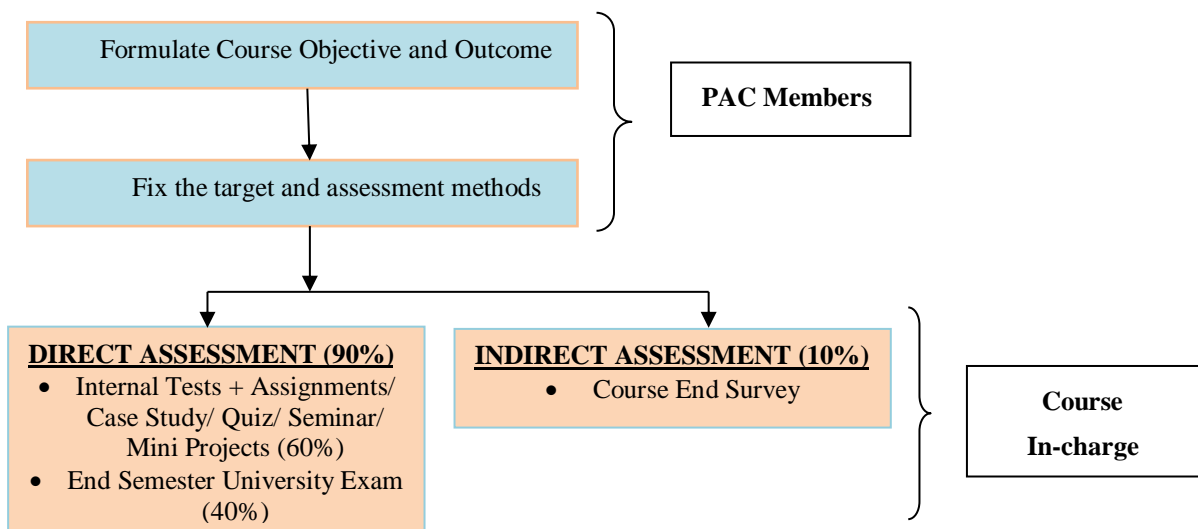 Formulate Course Objective and Outcome
PAC Members
Fix the target and assessment methods
DIRECT ASSESSMENT (90%)
• Internal Tests + Assignments/
Case Study/ Quiz/ Seminar/
Mini Projects (60%)
• End Semester University Exam
(40%)
INDIRECT ASSESSMENT (10%)
• Course End Survey
Course
In-charge